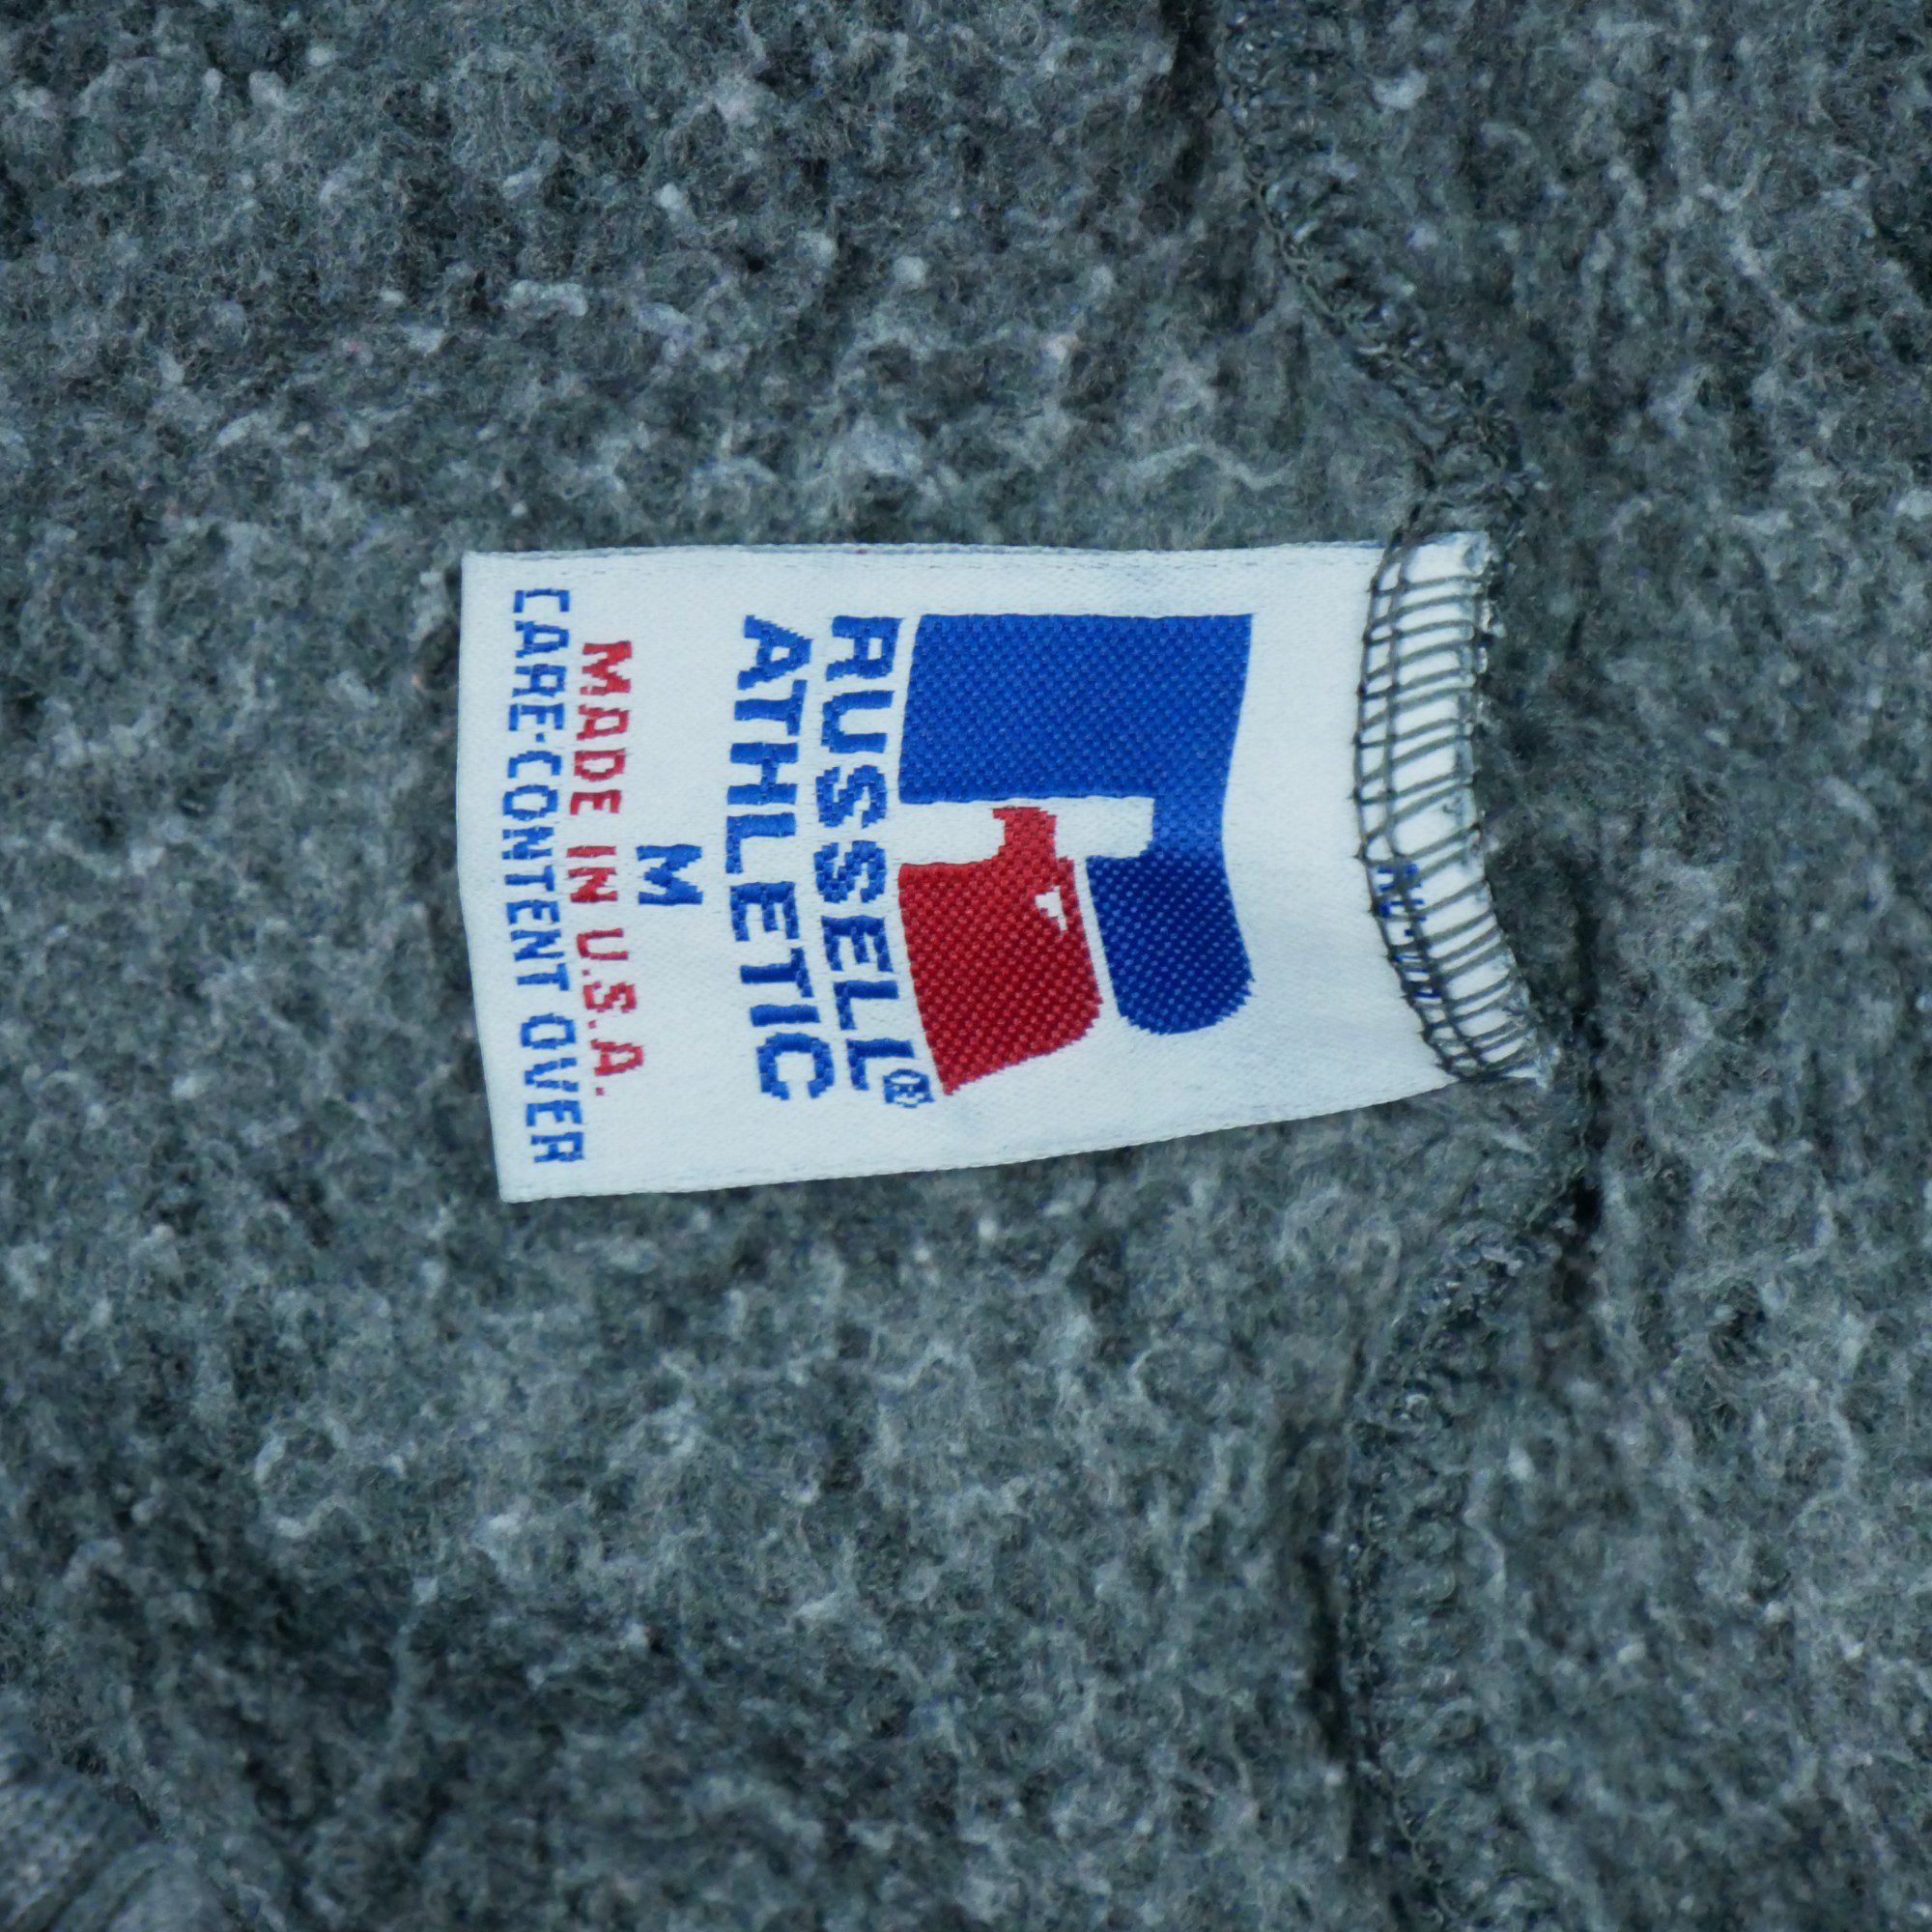 RUSSELL®
ATHLETIC
M
MADE IN U.S.A.
CARE-CONTENT OVER